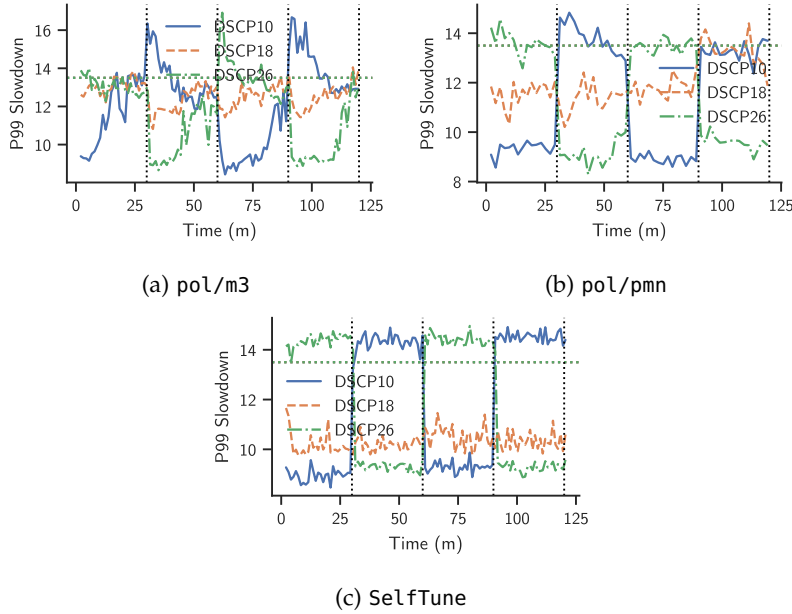 P99 Slowdown
16
14
12
10
DSCP10
DSCP18
DSCP26
0
25
50
75
100
125
Time (m)
(a) pol/m3
P99 Slowdown
14
12
10
8
DSCP10
DSCP18
DSCP26
0
25
50
75
100
125
Time (m)
(b) pol/pmn
P99 Slowdown
14
12
10
DSCP10
DSCP18
DSCP26
0
25
50
75
100
125
Time (m)
(c) SelfTune